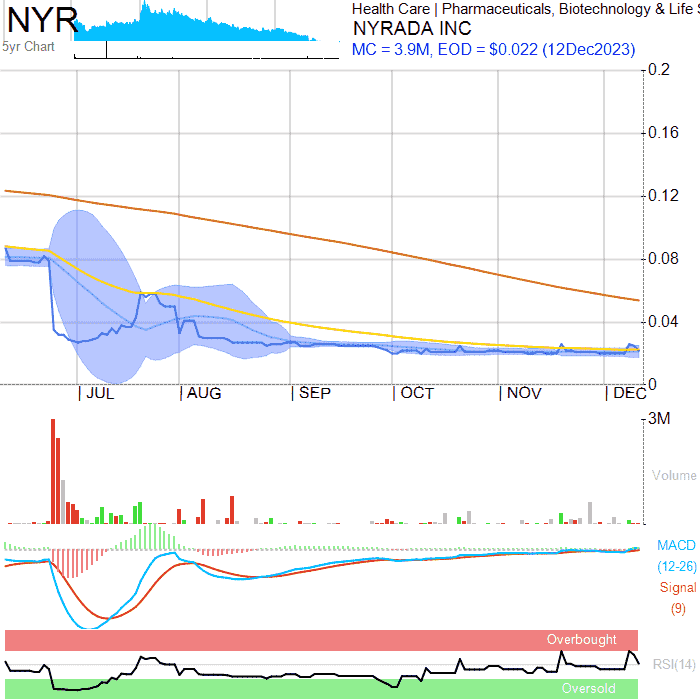 NYR
5yr Chart
Health Care | Pharmaceuticals, Biotechnology & Life S
NYRADA INC
MC = 3.9M, EOD = $0.022 (12Dec2023)
0.2
0.16
0.12
0.08
0.04
0
JUL AUG SEP OCT NOV DEC
3M
Volume
MACD
(12-26)
Signal
(9)
Overbought
RSI(14)
Oversold